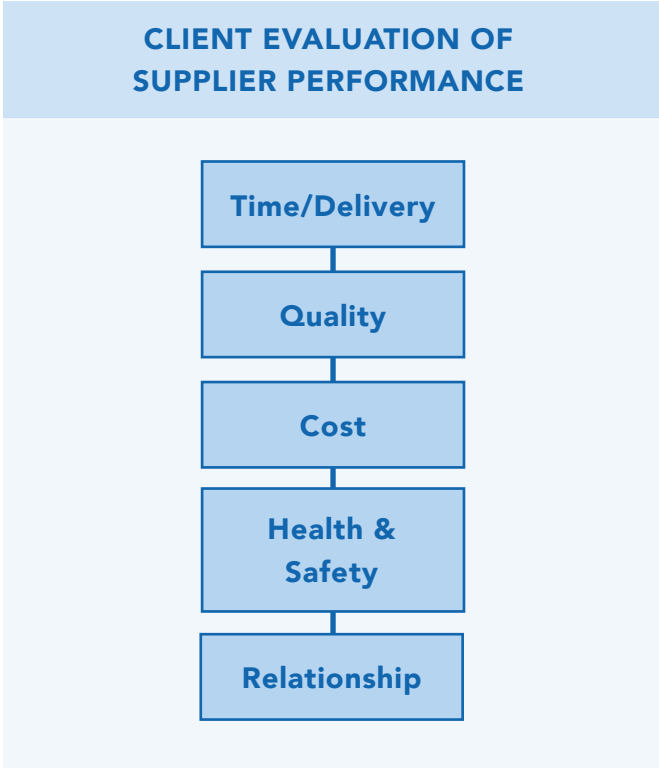 CLIENT EVALUATION OF
SUPPLIER PERFORMANCE
Time/Delivery
Quality
Cost
Health &
Safety
Relationship